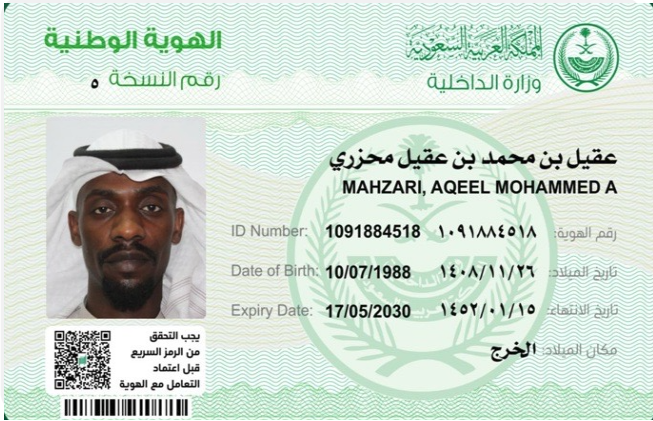 المملكة العربية السعودية
وزارة الداخلية
الهوية الوطنية
رقم النسخة ٥
عقيل بن محمد بن عقيل محزري
MAHZARI, AQEEL MOHAMMED A
رقم الهوية: ١٠٩١٨٨٤٥١٨ ID Number: 1091884518
تاريخ الميلاد: ١٤٠٨/١١/٢٦ Date of Birth: 10/07/1988
تاريخ الانتهاء: ١٤٥٢/٠١/١٥ Expiry Date: 17/05/2030
مكان الميلاد: الخرج
يجب التحقق
من الرمز السريع
قبل اعتماد
التعامل مع الهوية